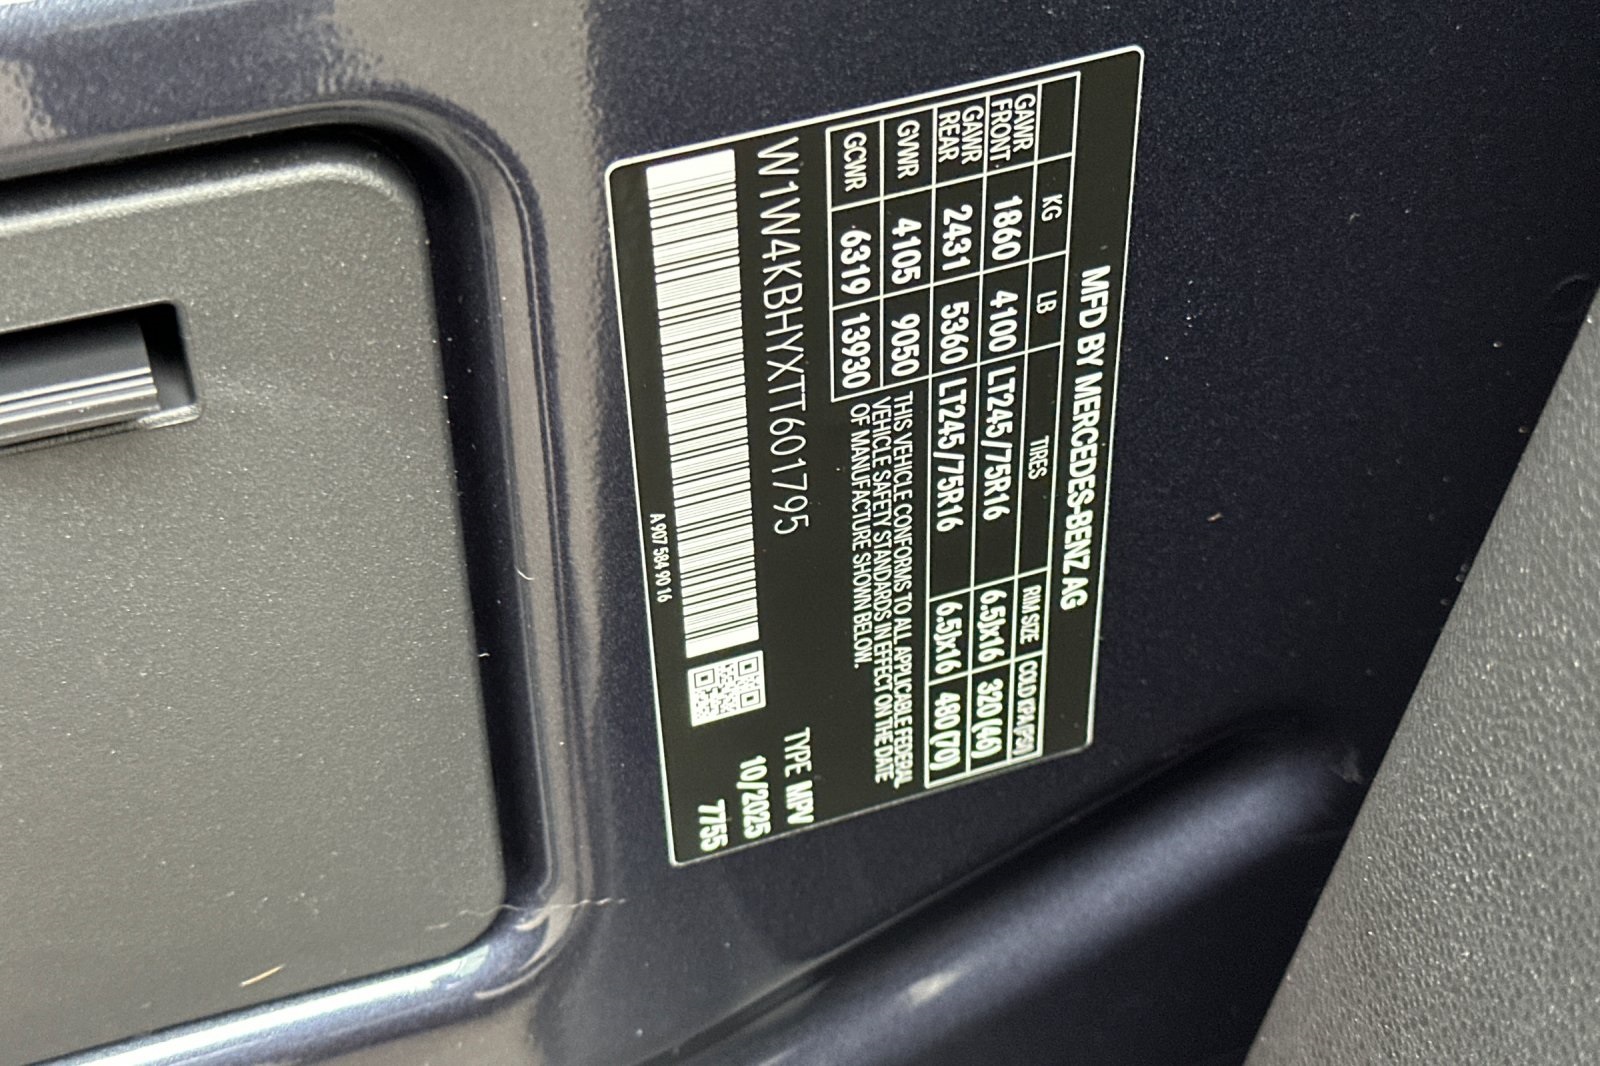 MFD BY MERCEDES-BENZ AG
KG LB TIRES RIM SIZE COLD KPA(PSI)
GAWR FRONT 1860 4100 LT245/75R16 6.5Jx16 320 (46)
GAWR REAR 2431 5360 LT245/75R16 6.5Jx16 480 (70)
GVWR 4105 9050
GCWR 6319 13930
THIS VEHICLE CONFORMS TO ALL APPLICABLE FEDERAL
VEHICLE SAFETY STANDARDS IN EFFECT ON THE DATE
OF MANUFACTURE SHOWN BELOW.
W1W4KBHYXTT601795
TYPE MPV
10/2025
7755
A 907 584 90 16